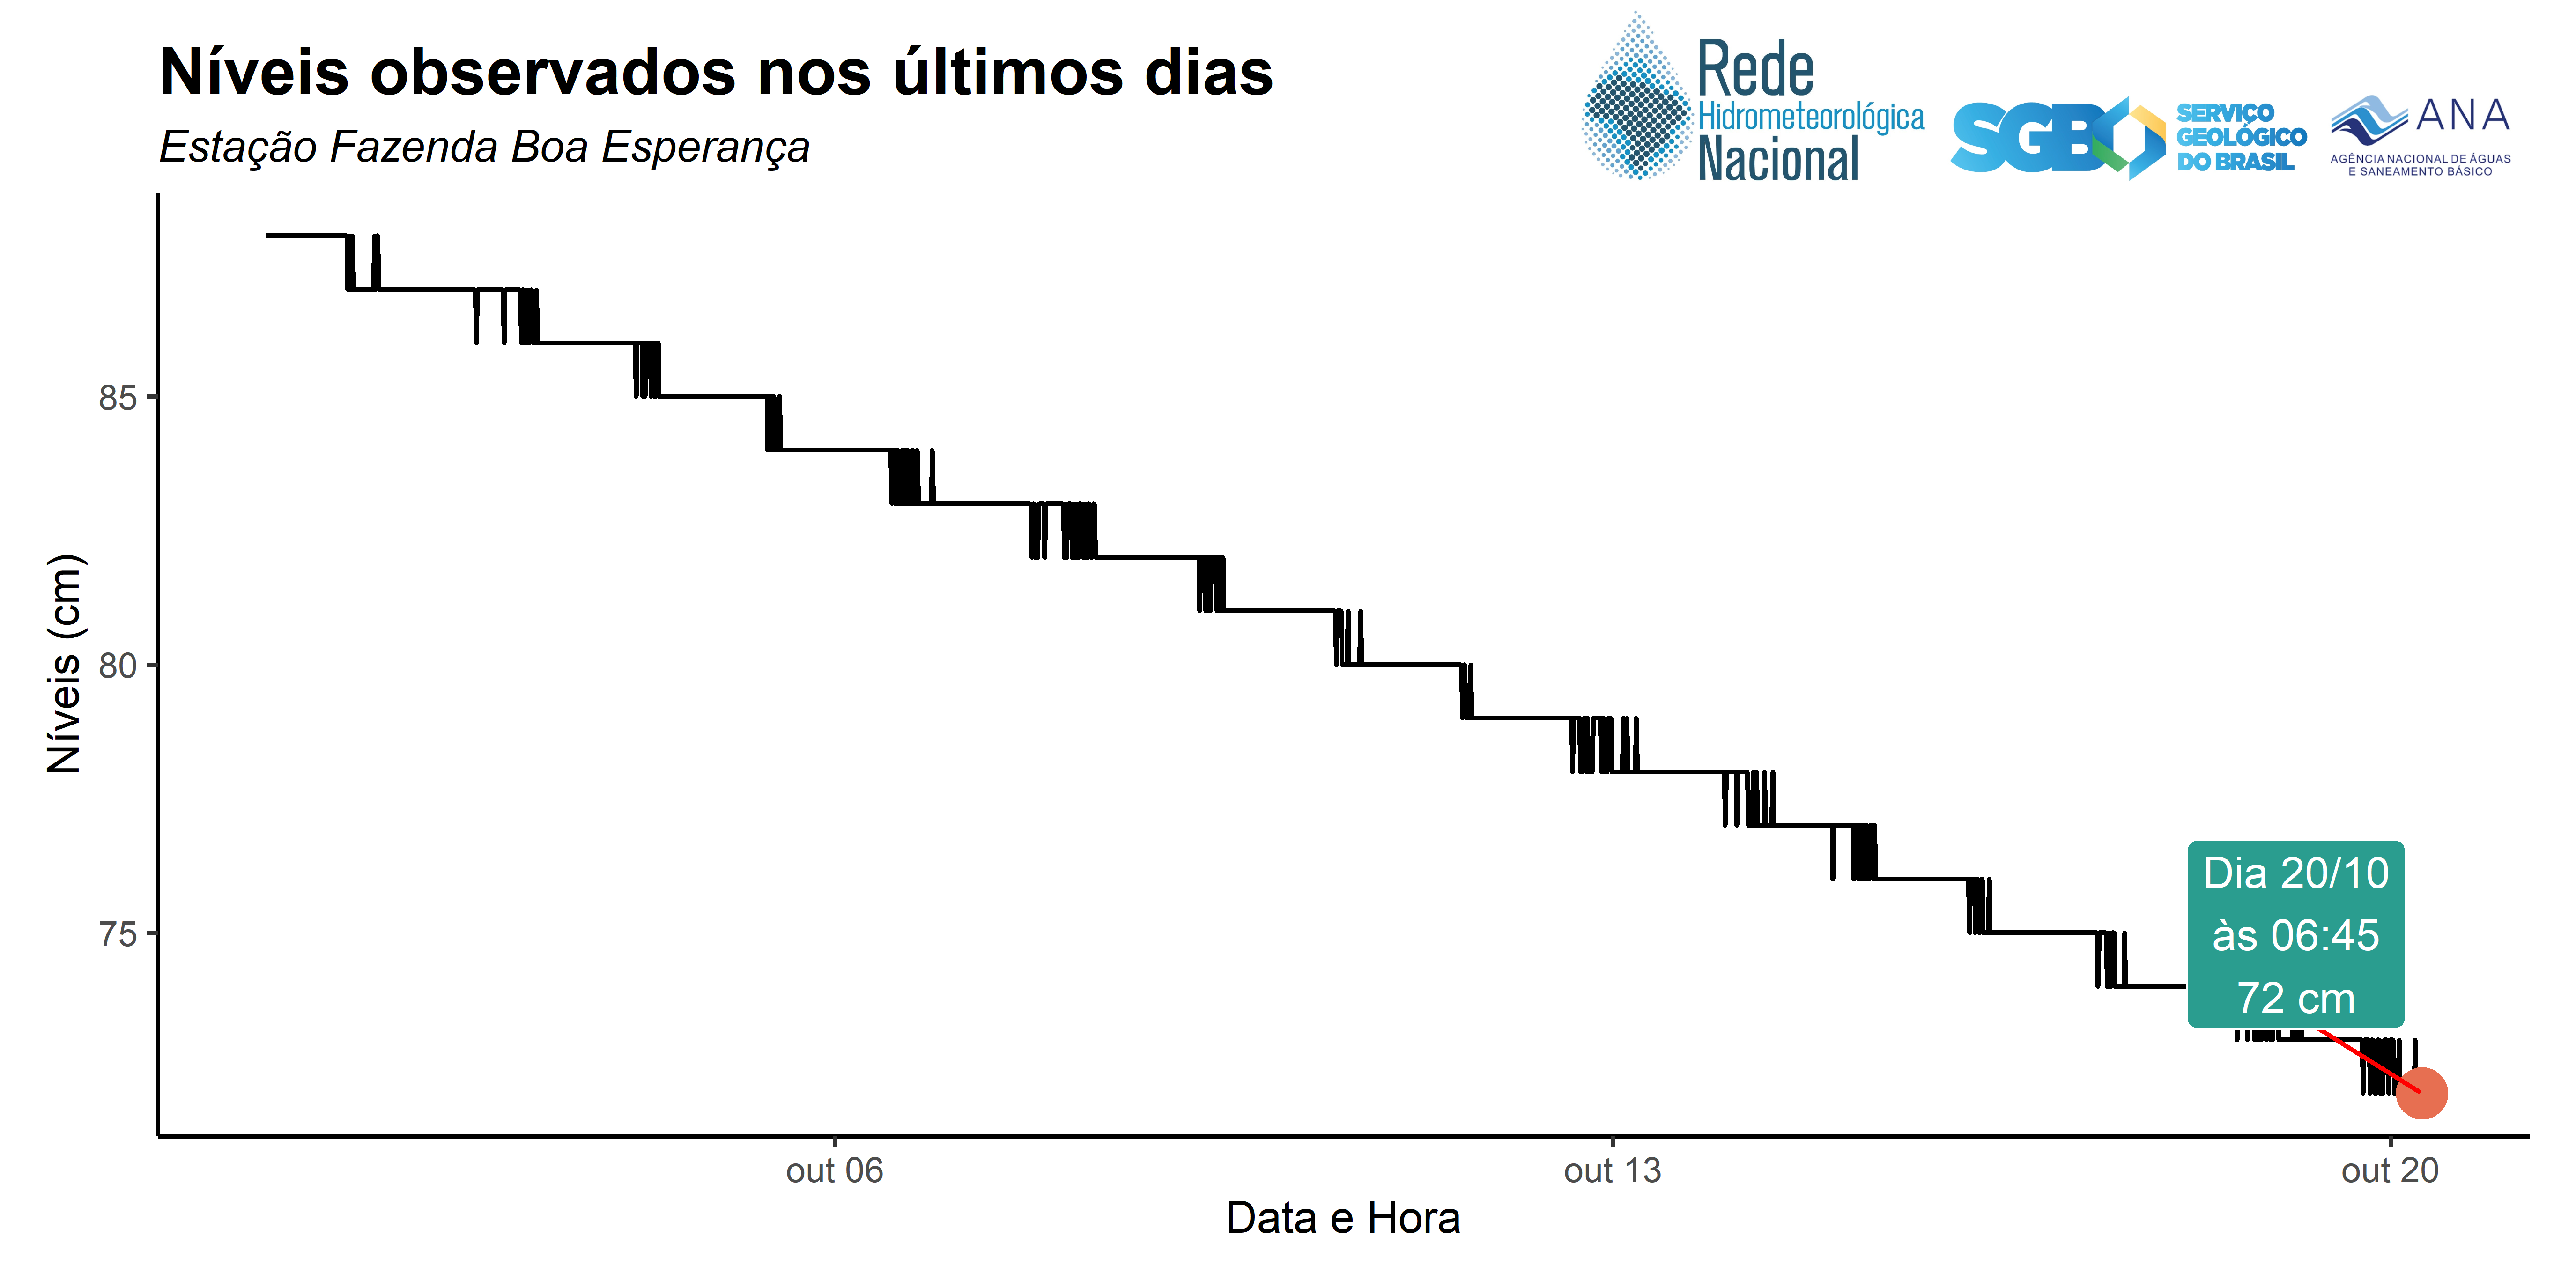 Níveis observados nos últimos dias
Estação Fazenda Boa Esperança
Rede
Hidrometeorológica
Nacional
SGB
SERVIÇO
GEOLÓGICO
DO BRASIL
ANA
AGÊNCIA NACIONAL DE ÁGUAS
E SANEAMENTO BÁSICO
Níveis (cm)
85
80
75
Dia 20/10
às 06:45
72 cm
out 06
out 13
out 20
Data e Hora